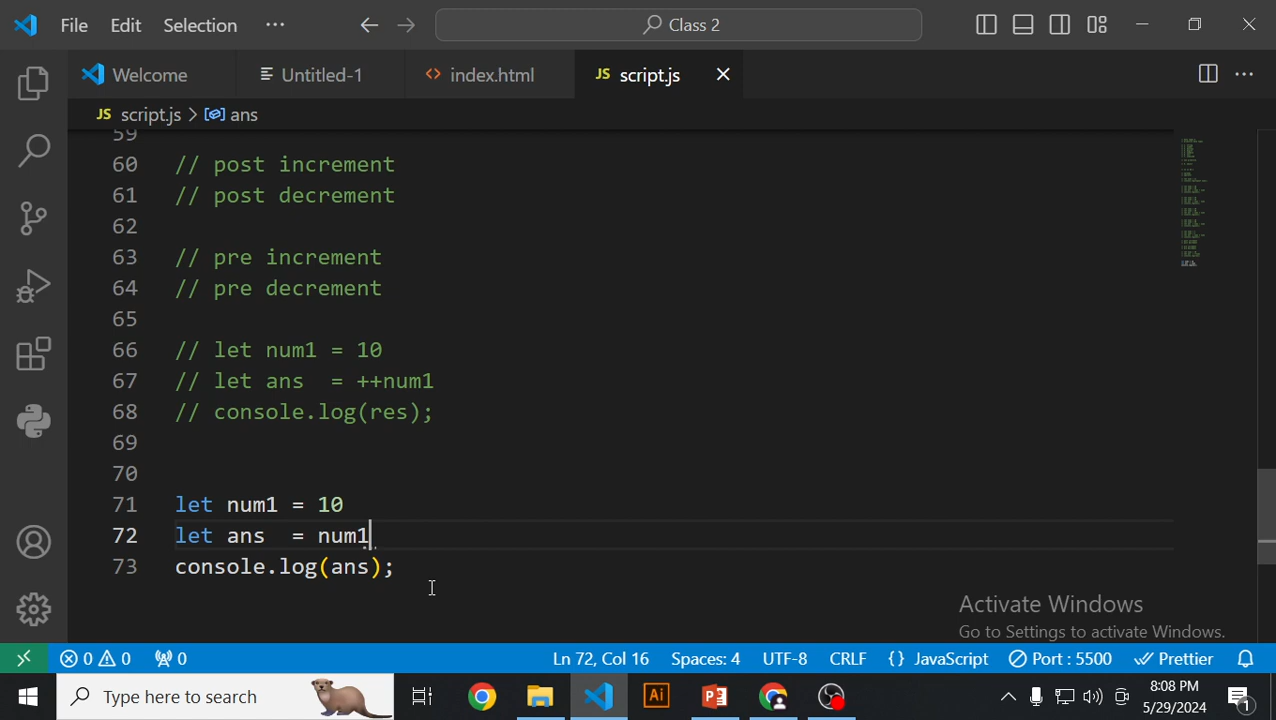 File Edit Selection ··· Class 2
Welcome Untitled-1 index.html JS script.js
JS script.js > ans
59
60 // post increment
61 // post decrement
62
63 // pre increment
64 // pre decrement
65
66 // let num1 = 10
67 // let ans  = ++num1
68 // console.log(res);
69
70
71 let num1 = 10
72 let ans  = num1
73 console.log(ans);
Activate Windows
Go to Settings to activate Windows.
0 0 0 Ln 72, Col 16 Spaces: 4 UTF-8 CRLF {} JavaScript Port : 5500 Prettier
Type here to search Ai P 8:08 PM
5/29/2024 1